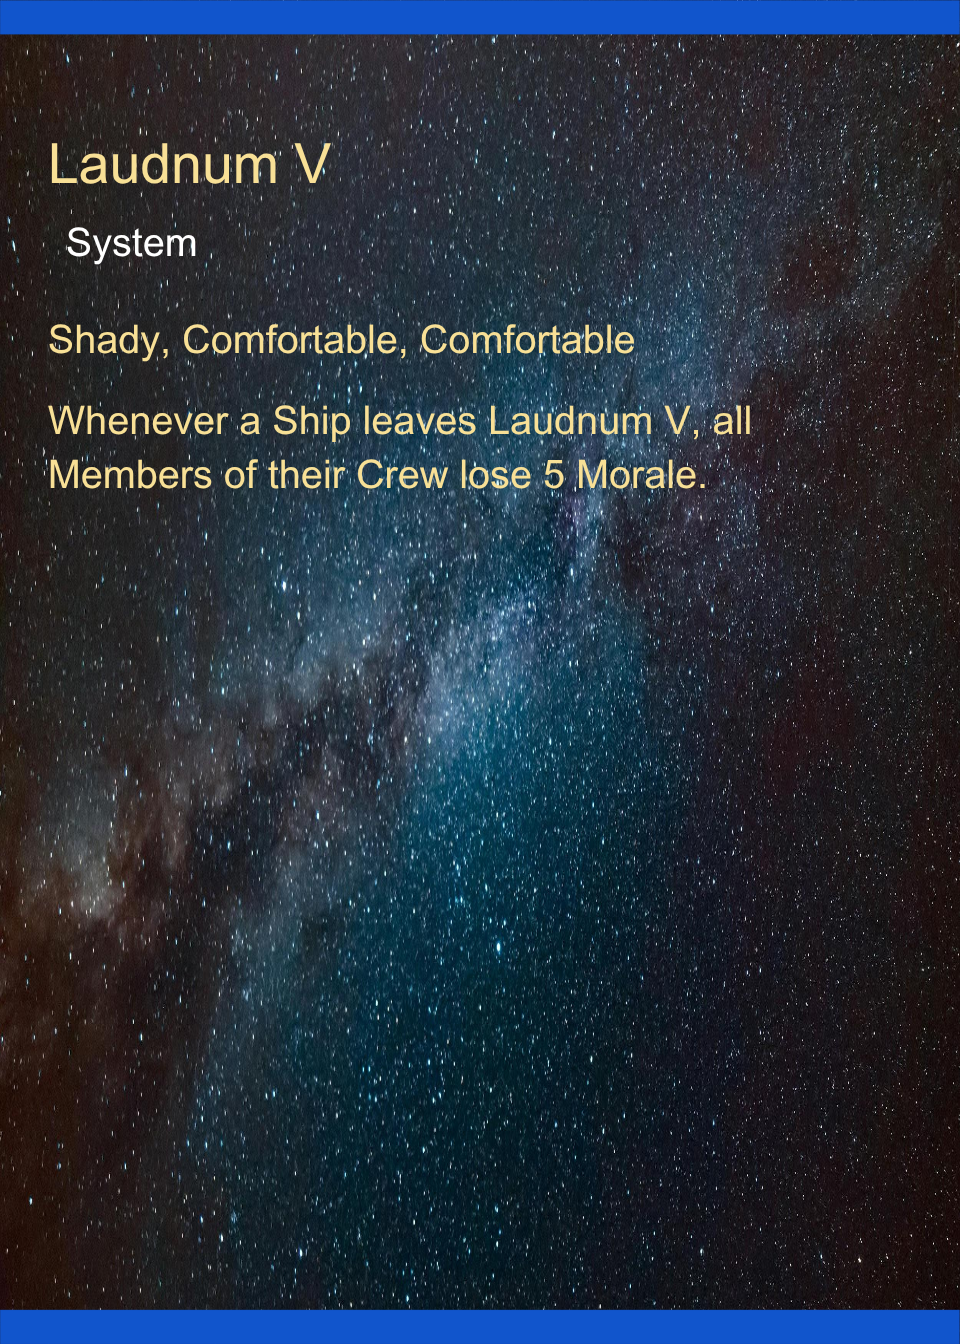 Laudnum V
System
Shady, Comfortable, Comfortable
Whenever a Ship leaves Laudnum V, all
Members of their Crew lose 5 Morale.